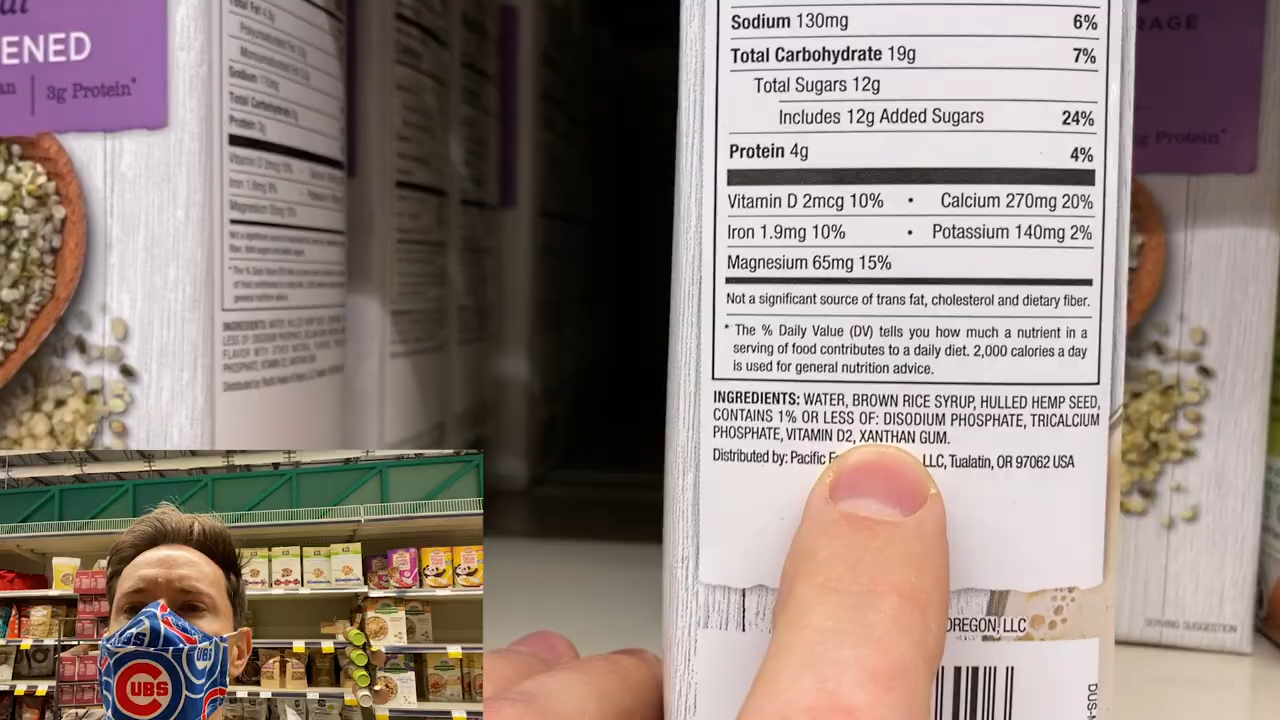 ENED
3g Protein*
Sodium 130mg 6%
Total Carbohydrate 19g 7%
Total Sugars 12g
Includes 12g Added Sugars 24%
Protein 4g 4%
Vitamin D 2mcg 10% • Calcium 270mg 20%
Iron 1.9mg 10% • Potassium 140mg 2%
Magnesium 65mg 15%
Not a significant source of trans fat, cholesterol and dietary fiber.
* The % Daily Value (DV) tells you how much a nutrient in a
serving of food contributes to a daily diet. 2,000 calories a day
is used for general nutrition advice.
INGREDIENTS: WATER, BROWN RICE SYRUP, HULLED HEMP SEED,
CONTAINS 1% OR LESS OF: DISODIUM PHOSPHATE, TRICALCIUM
PHOSPHATE, VITAMIN D2, XANTHAN GUM.
Distributed by: Pacific LLC, Tualatin, OR 97062 USA
OREGON, LLC
SERVING SUGGESTION
CUBS